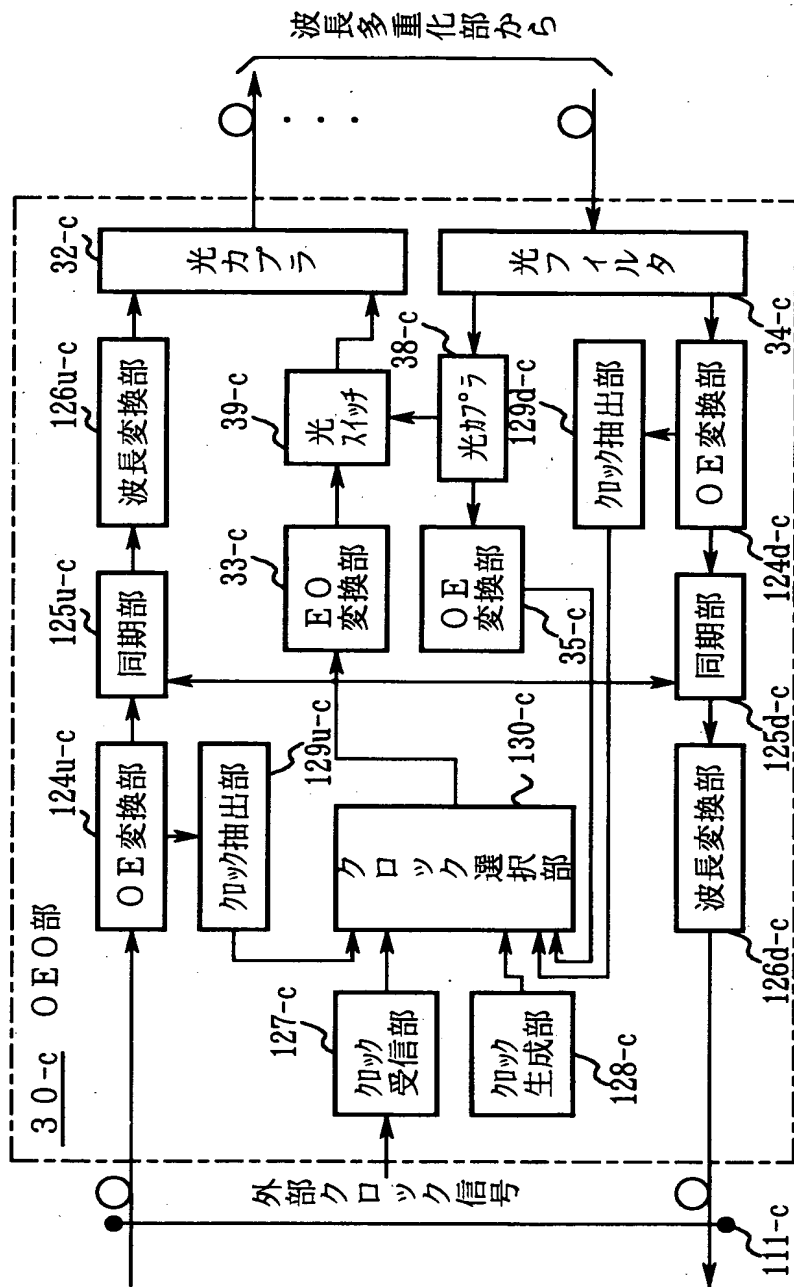 30-c OEO部
124u-c
OE変換部
125u-c
同期部
126u-c
波長変換部
32-c
光カプラ
波長多重化部から
129u-c
クロック抽出部
33-c
EO
変換部
39-c
光
スイッチ
38-c
光カプラ
光フィルタ
34-c
127-c
クロック
受信部
外部クロック信号
130-c
クロック選択部
OE
変換部
35-c
129d-c
クロック抽出部
クロック
生成部
128-c
波長変換部
126d-c
同期部
125d-c
OE変換部
124d-c
111-c